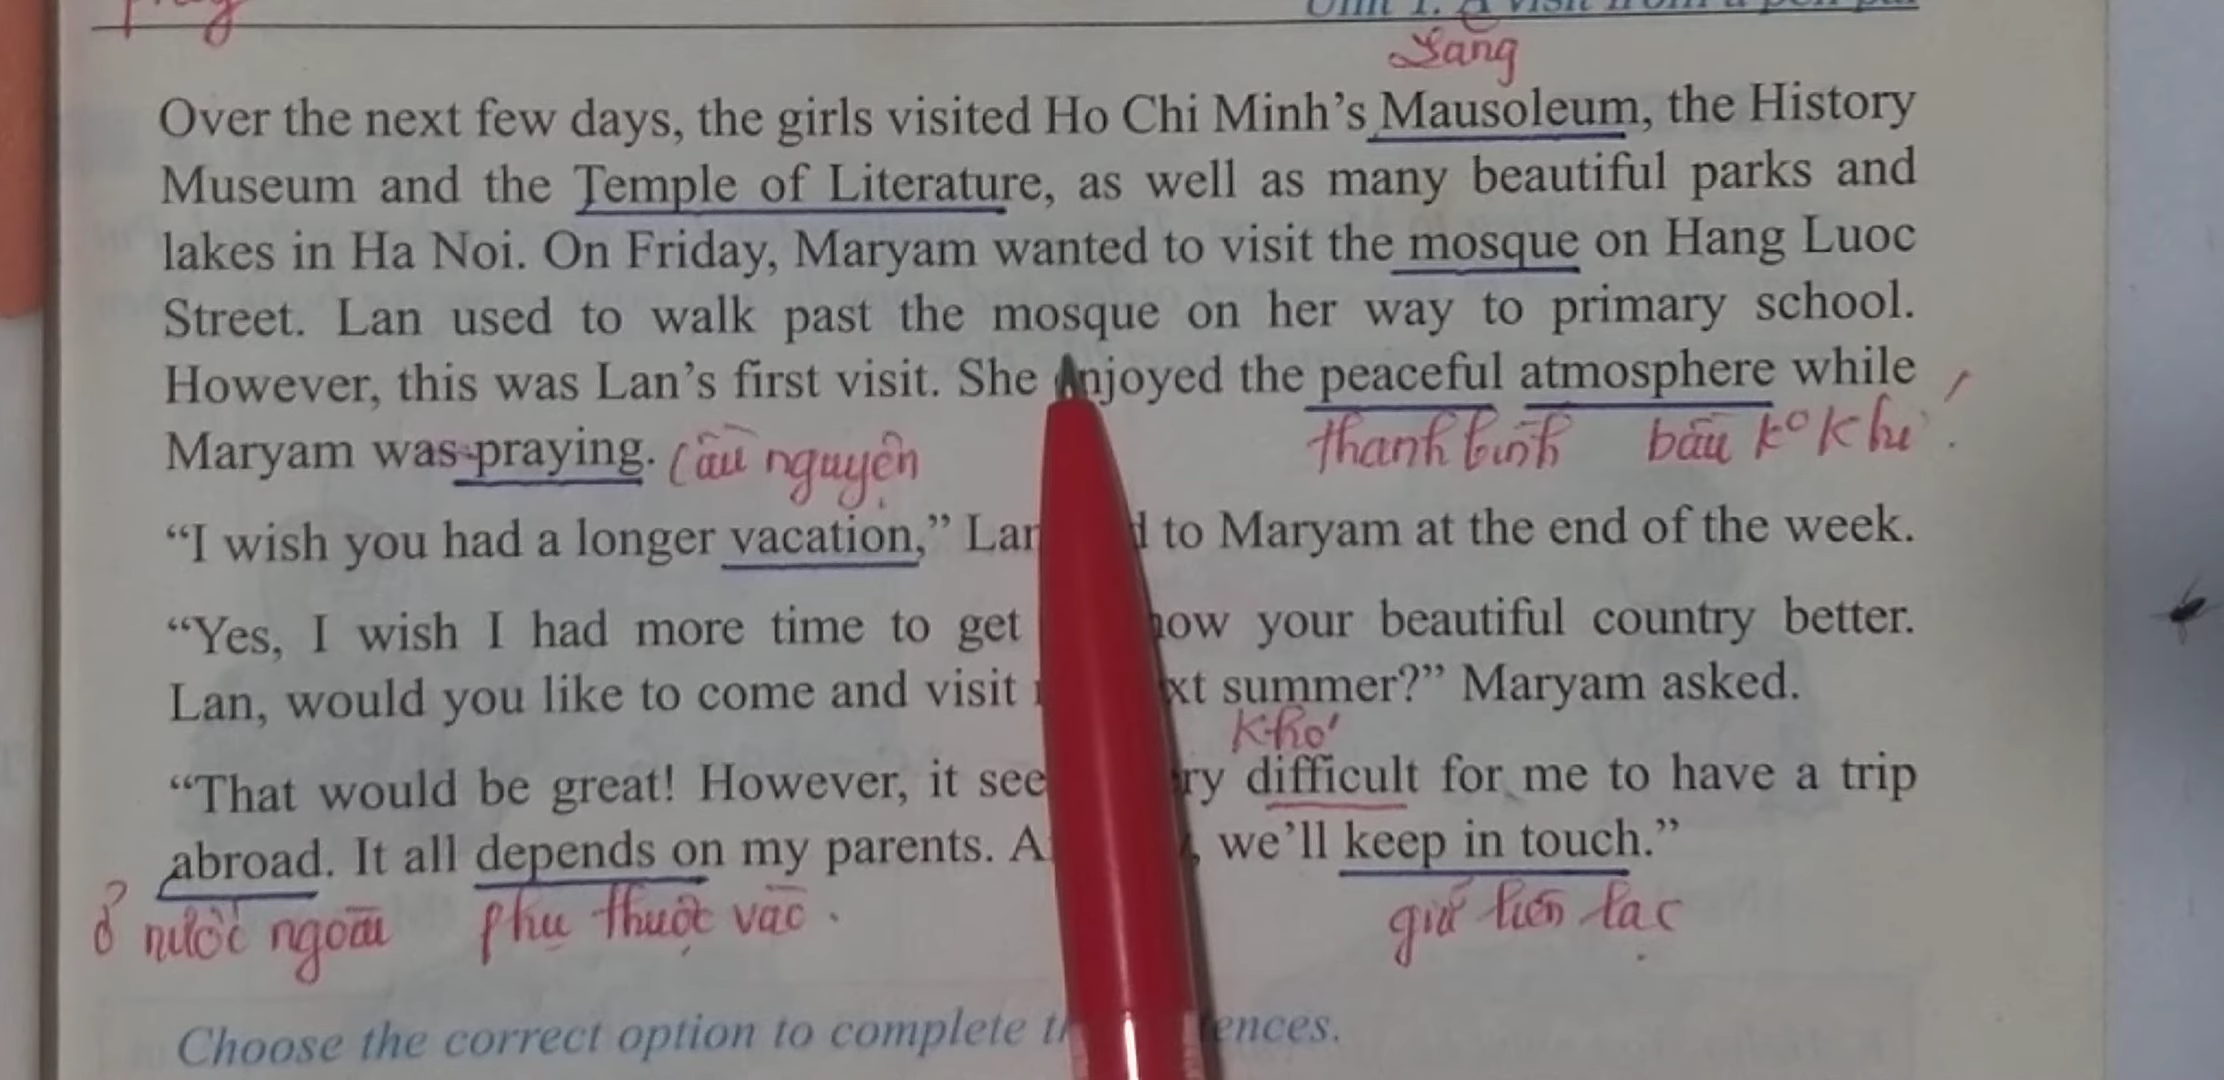 Unit 1: A visit from a pen pal
Lăng
Over the next few days, the girls visited Ho Chi Minh's Mausoleum, the History
Museum and the Temple of Literature, as well as many beautiful parks and
lakes in Ha Noi. On Friday, Maryam wanted to visit the mosque on Hang Luoc
Street. Lan used to walk past the mosque on her way to primary school.
However, this was Lan's first visit. She enjoyed the peaceful atmosphere while
Maryam was praying. cầu nguyện thanh bình bầu kº khí
"I wish you had a longer vacation," Lan to Maryam at the end of the week.
"Yes, I wish I had more time to get your beautiful country better.
Lan, would you like to come and visit summer?" Maryam asked.
khó
"That would be great! However, it difficult for me to have a trip
abroad. It all depends on my parents. we'll keep in touch."
ở nước ngoài phụ thuộc vào. giữ liên lạc
Choose the correct option to complete